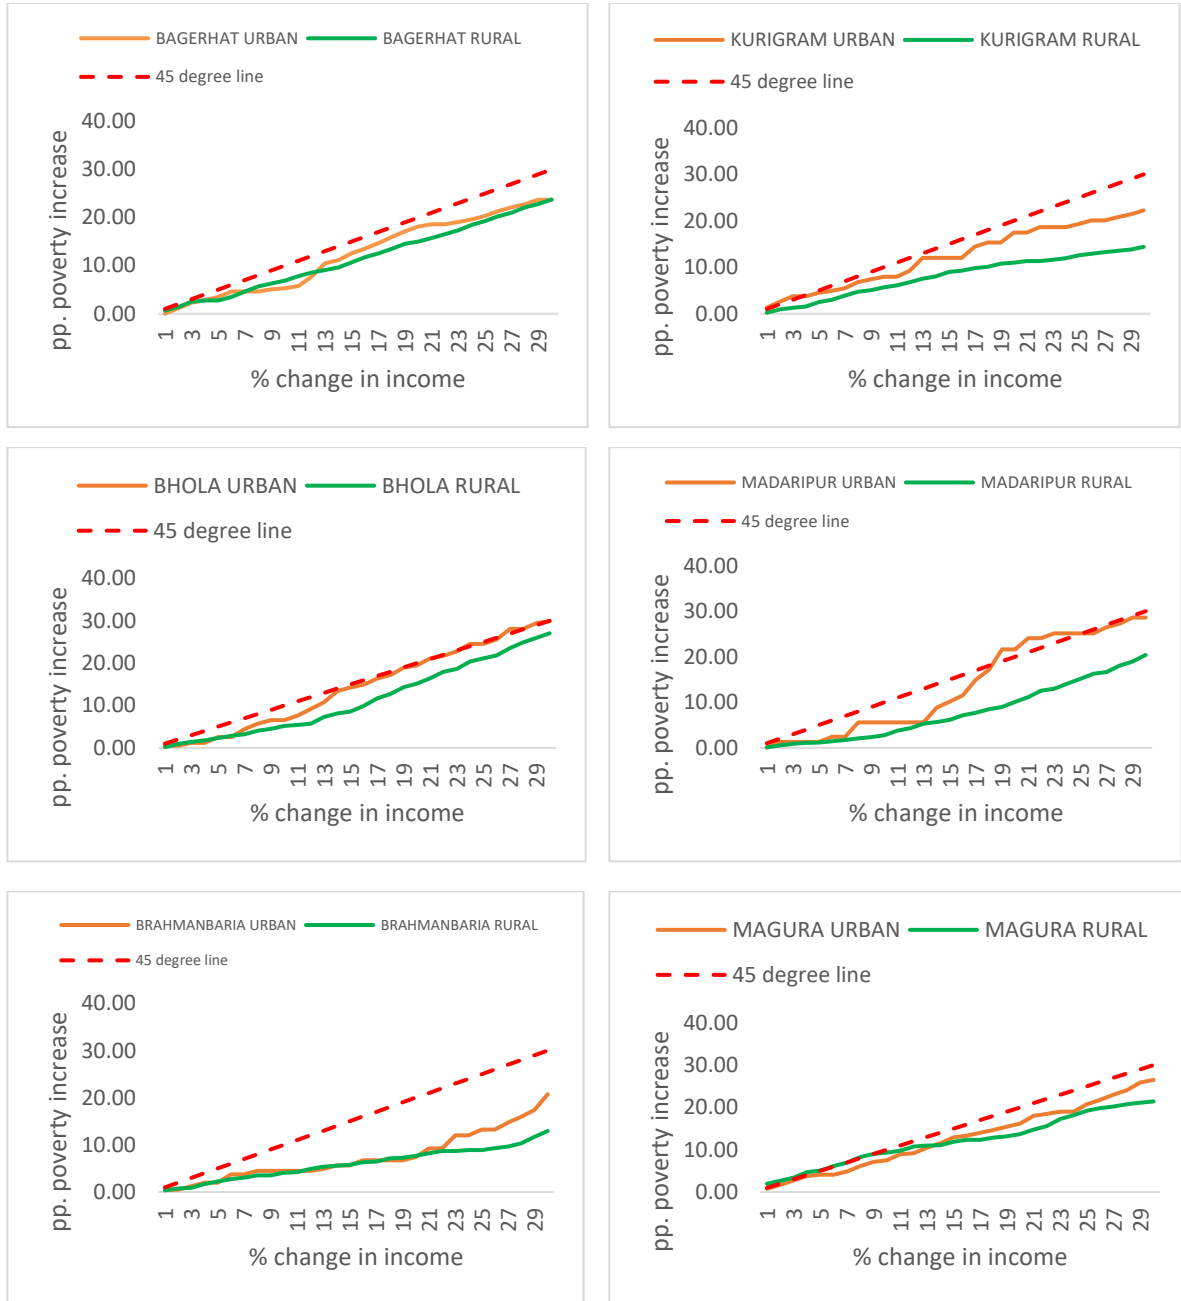 BAGERHAT URBAN BAGERHAT RURAL
45 degree line
pp. poverty increase
40.00
30.00
20.00
10.00
0.00
1 3 5 7 9 11 13 15 17 19 21 23 25 27 29
% change in income
KURIGRAM URBAN KURIGRAM RURAL
45 degree line
pp. poverty increase
40.00
30.00
20.00
10.00
0.00
1 3 5 7 9 11 13 15 17 19 21 23 25 27 29
% change in income
BHOLA URBAN BHOLA RURAL
45 degree line
pp. poverty increase
40.00
30.00
20.00
10.00
0.00
1 3 5 7 9 11 13 15 17 19 21 23 25 27 29
% change in income
MADARIPUR URBAN MADARIPUR RURAL
45 degree line
pp. poverty increase
40.00
30.00
20.00
10.00
0.00
1 3 5 7 9 11 13 15 17 19 21 23 25 27 29
% change in income
BRAHMANBARIA URBAN BRAHMANBARIA RURAL
45 degree line
pp. poverty increase
40.00
30.00
20.00
10.00
0.00
1 3 5 7 9 11 13 15 17 19 21 23 25 27 29
% change in income
MAGURA URBAN MAGURA RURAL
45 degree line
pp. poverty increase
40.00
30.00
20.00
10.00
0.00
1 3 5 7 9 11 13 15 17 19 21 23 25 27 29
% change in income